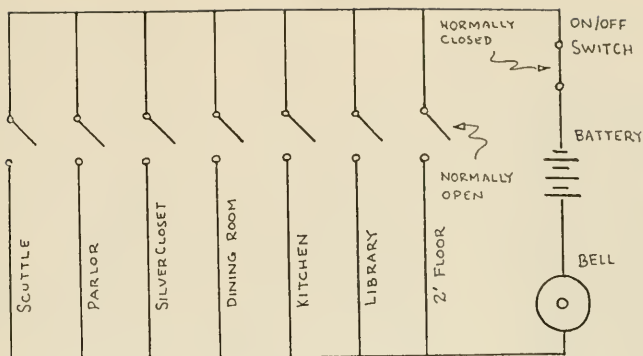 NORMALLY
CLOSED
ON/OFF
SWITCH
BATTERY
NORMALLY
OPEN
BELL
SCUTTLE
PARLOR
SILVER CLOSET
DINING ROOM
KITCHEN
LIBRARY
2' FLOOR